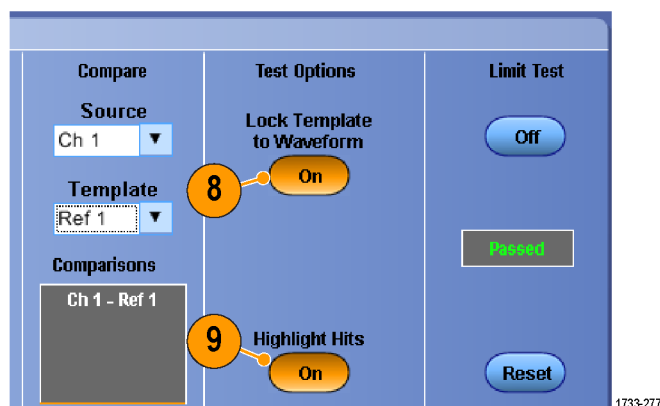 Compare
Source
Ch 1
Template
Ref 1
Comparisons
Ch 1 - Ref 1
Test Options
Lock Template
to Waveform
8
On
Highlight Hits
9
On
Limit Test
Off
Passed
Reset
1733-277